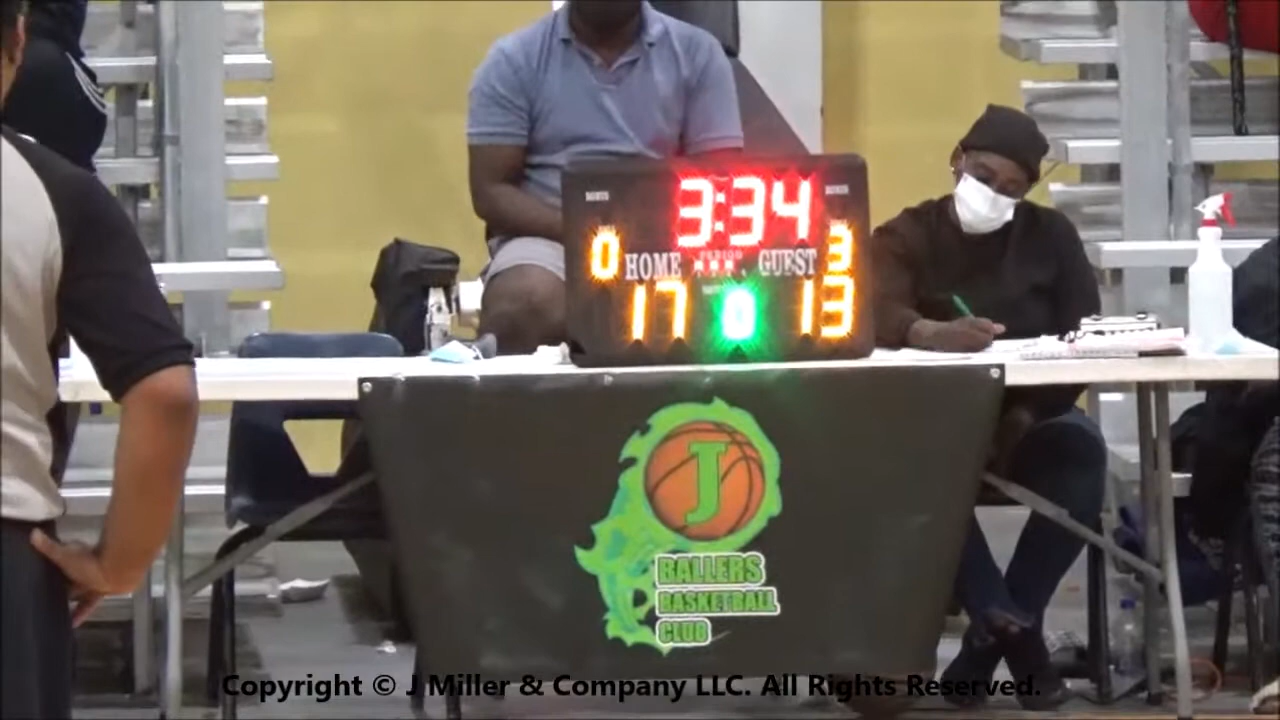 3:34
0 HOME PERIOD GUEST 3
17 0 13
J
BALLERS
BASKETBALL
CLUB
Copyright © J Miller & Company LLC. All Rights Reserved.